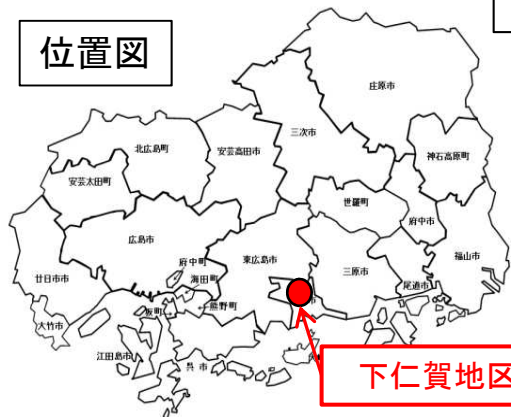 位置図
庄原市
三次市
北広島町
安芸高田市
神石高原町
安芸太田町
世羅町
府中市
広島市
府中町
東広島市
福山市
海田町
三原市
尾道市
廿日市市
坂町
熊野町
市
大竹市
江田島市
呉市
下仁賀地区